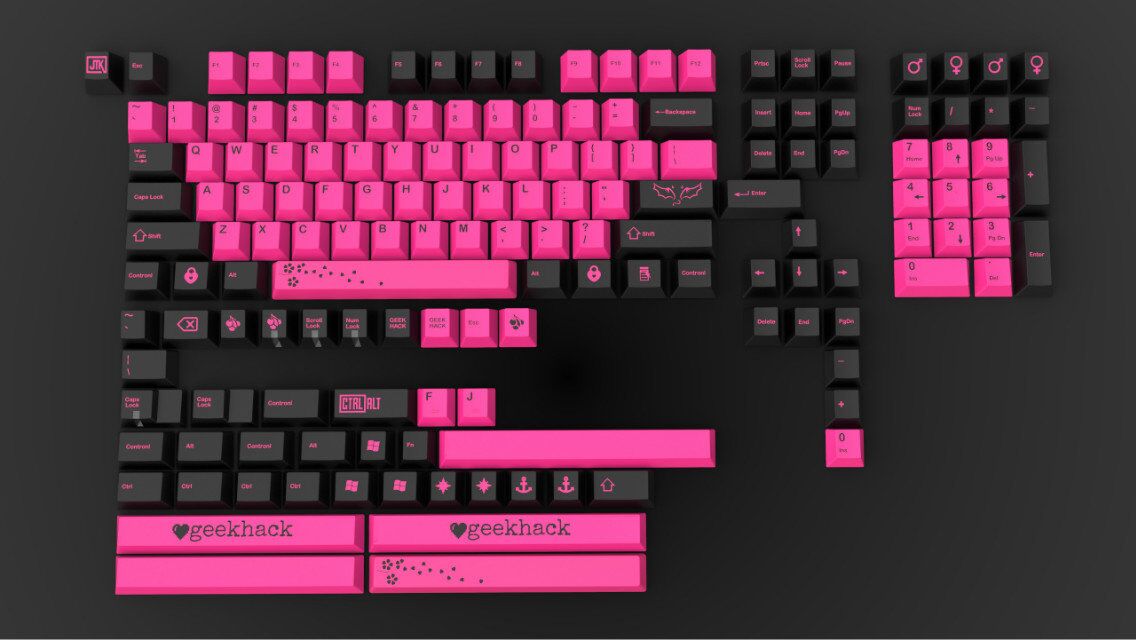 JTK Esc F1 F2 F3 F4 F5 F6 F7 F8 F9 F10 F11 F12 Prtsc Scroll Lock Pause
~ ` ! 1 @ 2 # 3 $ 4 % 5 ^ 6 & 7 * 8 ( 9 ) 0 - + = ←Backspace Insert Home PgUp Num Lock / * −
Tab Q W E R T Y U I O P { [ } ] | \ Delete End PgDn 7 Home 8 ↑ 9 Pg Up +
Caps Lock A S D F G H J K L : ; " Enter 4 ← 5 6 →
Shift Z X C V B N M < , > . ? / Shift ↑ 1 End 2 ↓ 3 Pg Dn Enter
Control Alt Alt Control ← ↓ → 0 Ins . Del
~ ` Scroll Lock Num Lock GEEK HACK GEEK HACK Esc Delete End PgDn
| \ −
Caps Lock Caps Lock Control CTRL ALT F J +
Control Alt Control Alt Fn 0 Ins
Ctrl Ctrl Ctrl Ctrl
geekhack geekhack